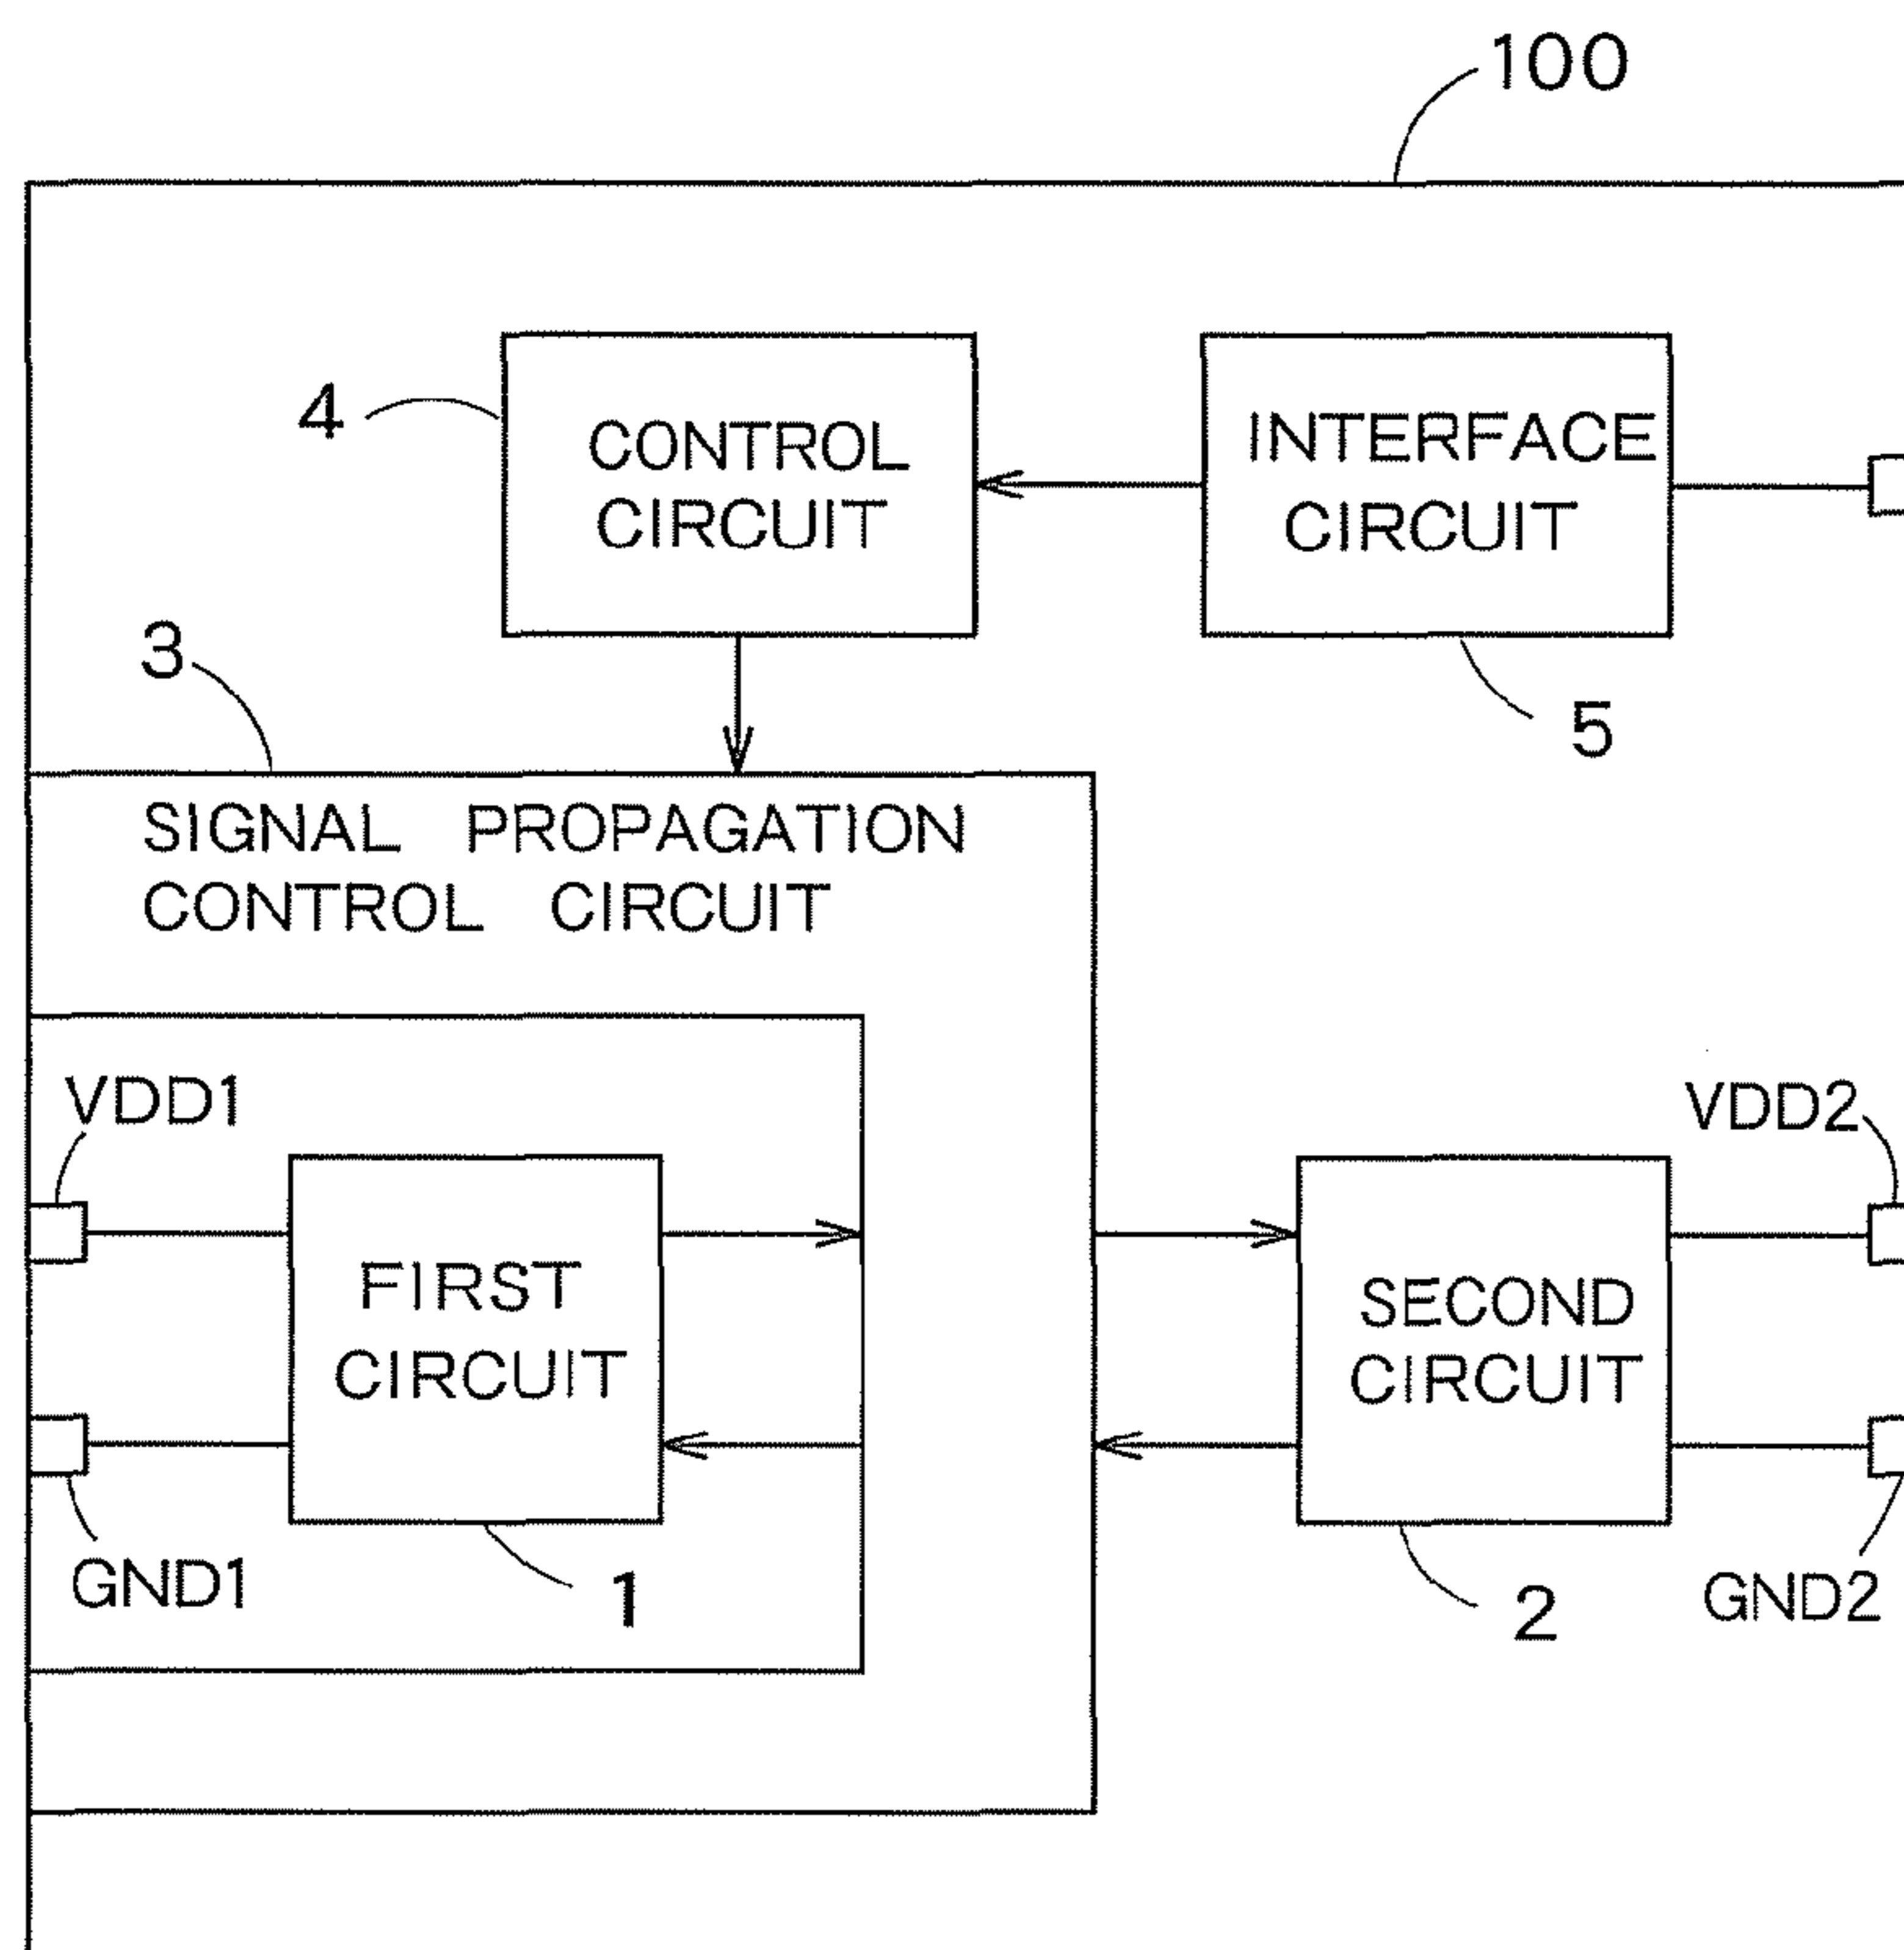 100
4
CONTROL
CIRCUIT
INTERFACE
CIRCUIT
5
3
SIGNAL PROPAGATION
CONTROL CIRCUIT
VDD1
FIRST
CIRCUIT
GND1
1
VDD2
SECOND
CIRCUIT
2
GND2